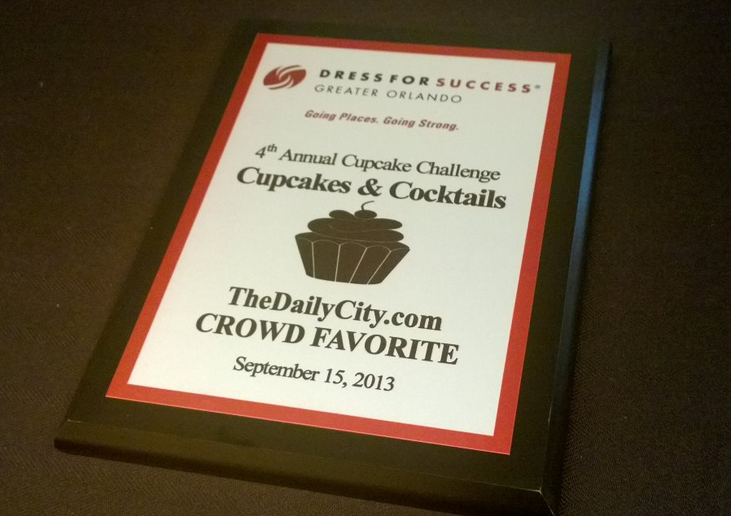 DRESS FOR SUCCESS®
GREATER ORLANDO
Going Places. Going Strong.
4th Annual Cupcake Challenge
Cupcakes & Cocktails
TheDailyCity.com
CROWD FAVORITE
September 15, 2013